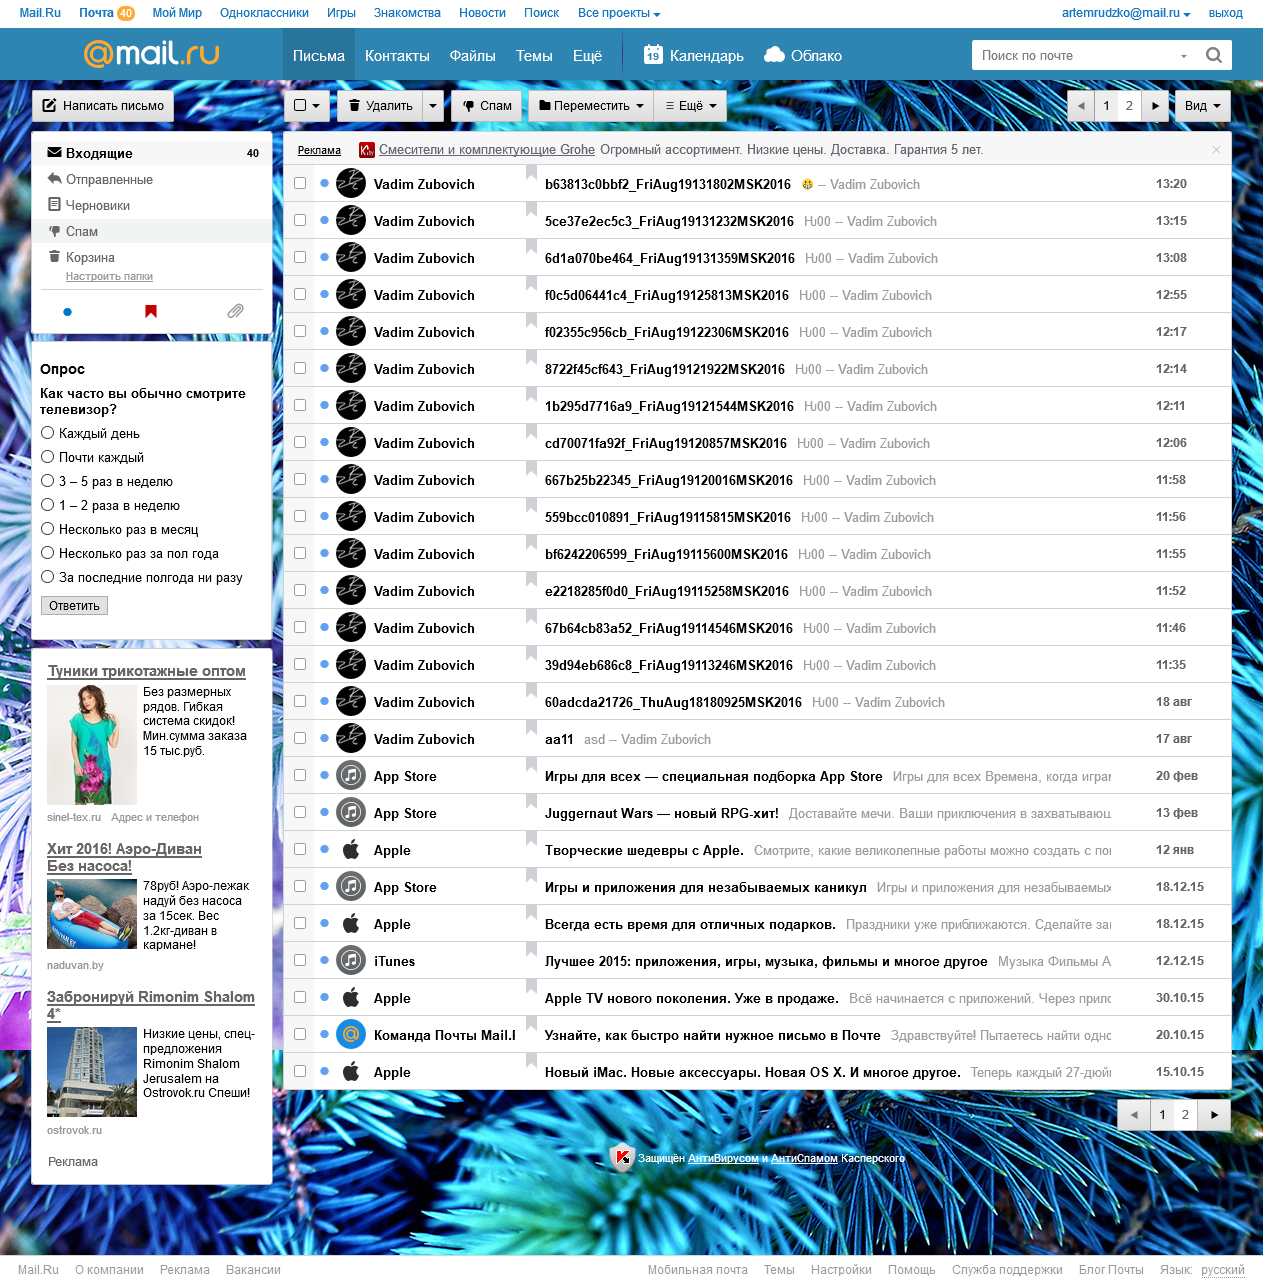 Mail.Ru Почта 40 Мой Мир Одноклассники Игры Знакомства Новости Поиск Все проекты artemrudzko@mail.ru выход
@mail.ru Письма Контакты Файлы Темы Ещё 19 Календарь Облако Поиск по почте
Написать письмо Удалить Спам Переместить Ещё 1 2 Вид
Входящие 40
Отправленные
Черновики
Спам
Корзина
Настроить папки
Опрос
Как часто вы обычно смотрите
телевизор?
Каждый день
Почти каждый
3 – 5 раз в неделю
1 – 2 раза в неделю
Несколько раз в месяц
Несколько раз за пол года
За последние полгода ни разу
Ответить
Туники трикотажные оптом
Без размерных
рядов. Гибкая
система скидок!
Мин.сумма заказа
15 тыс.руб.
sinel-tex.ru Адрес и телефон
Хит 2016! Аэро-Диван
Без насоса!
78руб! Аэро-лежак
надуй без насоса
за 15сек. Вес
1.2кг-диван в
кармане!
naduvan.by
Забронируй Rimonim Shalom
4*
Низкие цены, спец-
предложения
Rimonim Shalom
Jerusalem на
Ostrovok.ru Спеши!
ostrovok.ru
Реклама
Реклама Смесители и комплектующие Grohe Огромный ассортимент. Низкие цены. Доставка. Гарантия 5 лет.
Vadim Zubovich b63813c0bbf2_FriAug19131802MSK2016 😀 -- Vadim Zubovich 13:20
Vadim Zubovich 5ce37e2ec5c3_FriAug19131232MSK2016 Њ00 -- Vadim Zubovich 13:15
Vadim Zubovich 6d1a070be464_FriAug19131359MSK2016 Њ00 -- Vadim Zubovich 13:08
Vadim Zubovich f0c5d06441c4_FriAug19125813MSK2016 Њ00 -- Vadim Zubovich 12:55
Vadim Zubovich f02355c956cb_FriAug19122306MSK2016 Њ00 -- Vadim Zubovich 12:17
Vadim Zubovich 8722f45cf643_FriAug19121922MSK2016 Њ00 -- Vadim Zubovich 12:14
Vadim Zubovich 1b295d7716a9_FriAug19121544MSK2016 Њ00 -- Vadim Zubovich 12:11
Vadim Zubovich cd70071fa92f_FriAug19120857MSK2016 Њ00 -- Vadim Zubovich 12:06
Vadim Zubovich 667b25b22345_FriAug19120016MSK2016 Њ00 -- Vadim Zubovich 11:58
Vadim Zubovich 559bcc010891_FriAug19115815MSK2016 Њ00 -- Vadim Zubovich 11:56
Vadim Zubovich bf6242206599_FriAug19115600MSK2016 Њ00 -- Vadim Zubovich 11:55
Vadim Zubovich e2218285f0d0_FriAug19115258MSK2016 Њ00 -- Vadim Zubovich 11:52
Vadim Zubovich 67b64cb83a52_FriAug19114546MSK2016 Њ00 -- Vadim Zubovich 11:46
Vadim Zubovich 39d94eb686c8_FriAug19113246MSK2016 Њ00 -- Vadim Zubovich 11:35
Vadim Zubovich 60adcda21726_ThuAug18180925MSK2016 Њ00 -- Vadim Zubovich 18 авг
Vadim Zubovich aa11 asd -- Vadim Zubovich 17 авг
App Store Игры для всех — специальная подборка App Store Игры для всех Времена, когда играм 20 фев
App Store Juggernaut Wars — новый RPG-хит! Доставайте мечи. Ваши приключения в захватывающ 13 фев
Apple Творческие шедевры с Apple. Смотрите, какие великолепные работы можно создать с пом 12 янв
App Store Игры и приложения для незабываемых каникул Игры и приложения для незабываемых 18.12.15
Apple Всегда есть время для отличных подарков. Праздники уже приближаются. Сделайте за 18.12.15
iTunes Лучшее 2015: приложения, игры, музыка, фильмы и многое другое Музыка Фильмы А 12.12.15
Apple Apple TV нового поколения. Уже в продаже. Всё начинается с приложений. Через прило 30.10.15
Команда Почты Mail.R Узнайте, как быстро найти нужное письмо в Почте Здравствуйте! Пытаетесь найти одно 20.10.15
Apple Новый iMac. Новые аксессуары. Новая OS X. И многое другое. Теперь каждый 27-дюйм 15.10.15
1 2
Защищён АнтиВирусом и АнтиСпамом Касперского
Mail.Ru О компании Реклама Вакансии Мобильная почта Темы Настройки Помощь Служба поддержки Блог Почты Язык: русский